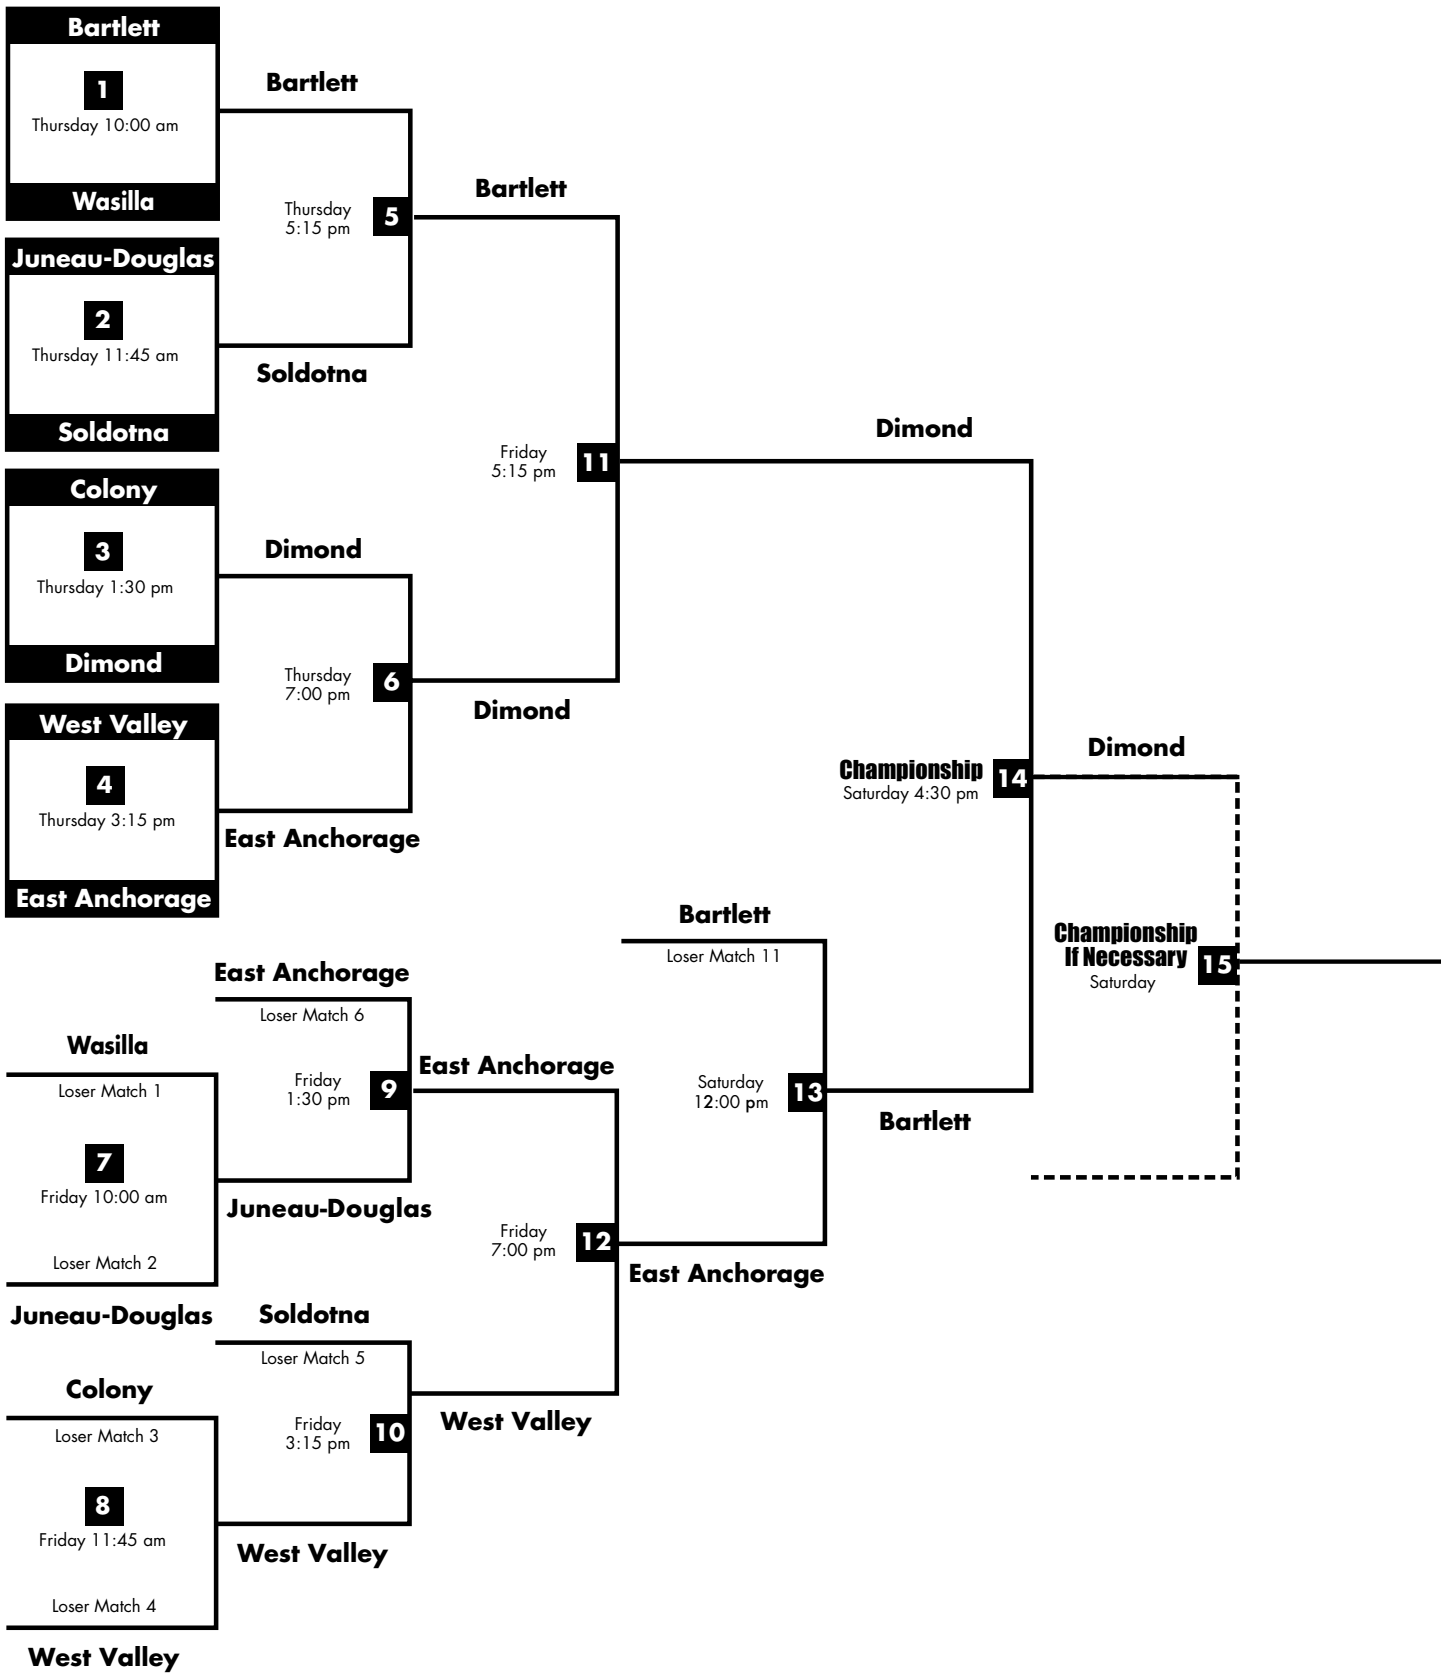 Bartlett
1
Thursday 10:00 am
Wasilla
Juneau-Douglas
2
Thursday 11:45 am
Soldotna
Colony
3
Thursday 1:30 pm
Dimond
West Valley
4
Thursday 3:15 pm
East Anchorage
Bartlett
Thursday
5:15 pm
5
Soldotna
Dimond
Thursday
7:00 pm
6
East Anchorage
Bartlett
Friday
5:15 pm
11
Dimond
Dimond
Championship
Saturday 4:30 pm
14
Dimond
Championship
If Necessary
Saturday
15
Wasilla
Loser Match 1
7
Friday 10:00 am
Loser Match 2
Juneau-Douglas
Colony
Loser Match 3
8
Friday 11:45 am
Loser Match 4
West Valley
East Anchorage
Loser Match 6
Friday
1:30 pm
9
Juneau-Douglas
Soldotna
Loser Match 5
Friday
3:15 pm
10
West Valley
East Anchorage
Friday
7:00 pm
12
West Valley
Bartlett
Loser Match 11
Saturday
12:00 pm
13
East Anchorage
Bartlett